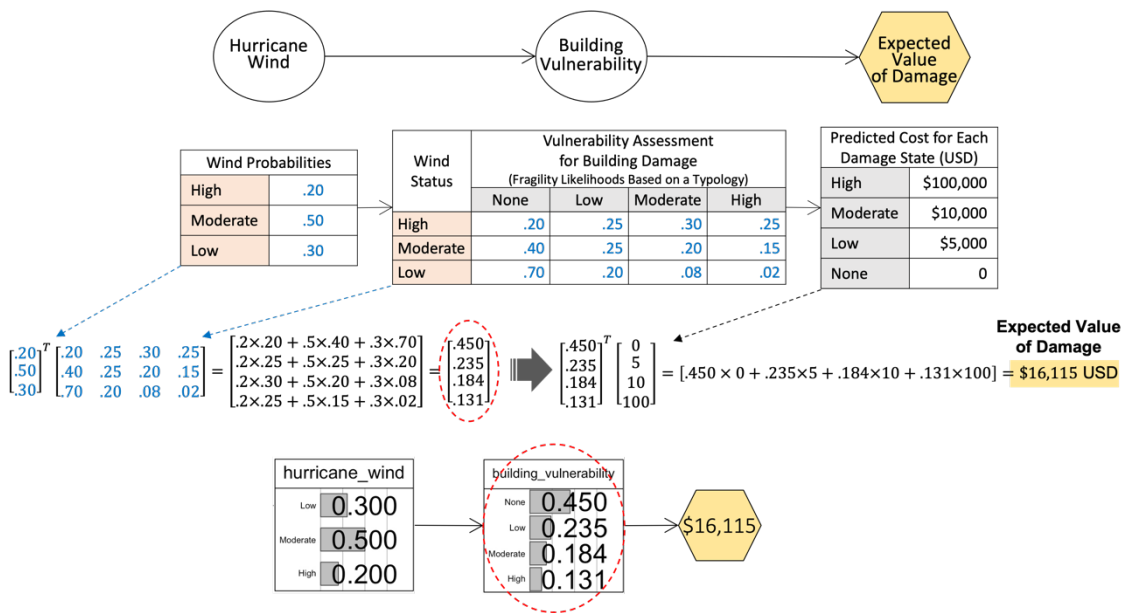 Hurricane
Wind
Building
Vulnerability
Expected
Value
of Damage
Wind Probabilities
High .20
Moderate .50
Low .30
Wind
Status
Vulnerability Assessment
for Building Damage
(Fragility Likelihoods Based on a Typology)
None Low Moderate High
High .20 .25 .30 .25
Moderate .40 .25 .20 .15
Low .70 .20 .08 .02
Predicted Cost for Each
Damage State (USD)
High $100,000
Moderate $10,000
Low $5,000
None 0
[.20
.50
.30]T
[.20 .25 .30 .25
.40 .25 .20 .15
.70 .20 .08 .02]
=
[.2×.20 + .5×.40 + .3×.70
.2×.25 + .5×.25 + .3×.20
.2×.30 + .5×.20 + .3×.08
.2×.25 + .5×.15 + .3×.02]
=
[.450
.235
.184
.131]
[.450
.235
.184
.131]T
[0
5
10
100]
= [.450 × 0 + .235×5 + .184×10 + .131×100] =
Expected Value
of Damage
$16,115 USD
hurricane_wind
Low 0.300
Moderate 0.500
High 0.200
building_vulnerability
None 0.450
Low 0.235
Moderate 0.184
High 0.131
$16,115